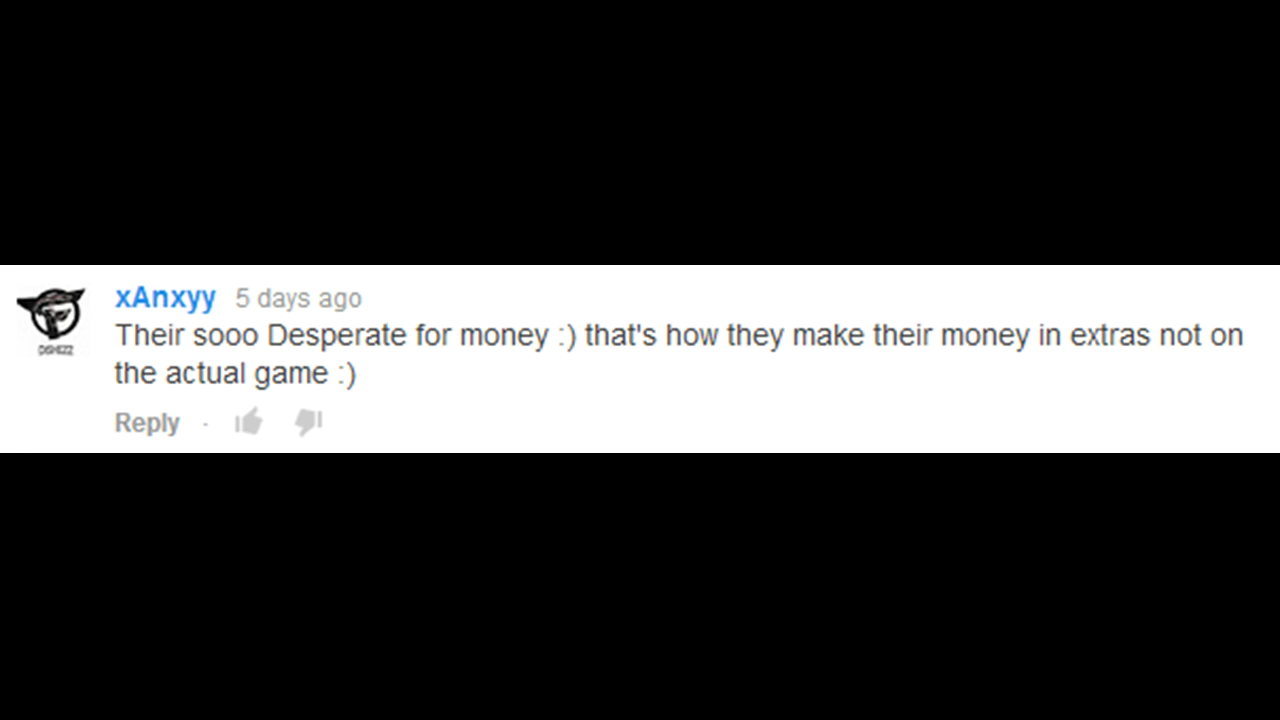 xAnxyy 5 days ago
Their sooo Desperate for money :) that's how they make their money in extras not on
the actual game :)
Reply ·